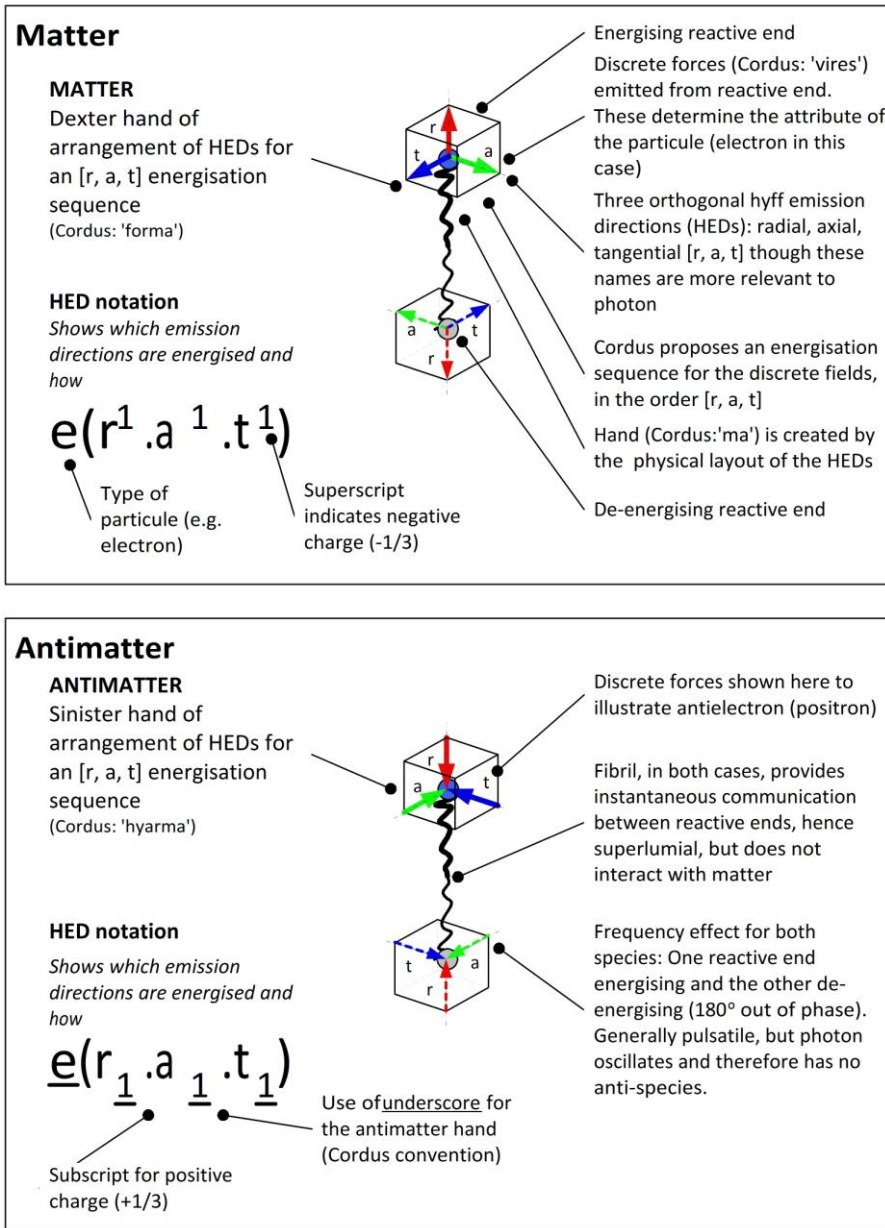 Matter
MATTER
Dexter hand of
arrangement of HEDs for
an [r, a, t] energisation
sequence
(Cordus: 'forma')
HED notation
Shows which emission
directions are energised and
how
e(r¹ .a ¹ .t ¹)
Type of
particule (e.g.
electron)
Superscript
indicates negative
charge (-1/3)
r
t
a
a
t
r
Energising reactive end
Discrete forces (Cordus: 'vires')
emitted from reactive end.
These determine the attribute of
the particule (electron in this
case)
Three orthogonal hyff emission
directions (HEDs): radial, axial,
tangential [r, a, t] though these
names are more relevant to
photon
Cordus proposes an energisation
sequence for the discrete fields,
in the order [r, a, t]
Hand (Cordus:'ma') is created by
the physical layout of the HEDs
De-energising reactive end
Antimatter
ANTIMATTER
Sinister hand of
arrangement of HEDs for
an [r, a, t] energisation
sequence
(Cordus: 'hyarma')
HED notation
Shows which emission
directions are energised and
how
e(r₁ .a ₁ .t ₁)
Subscript for positive
charge (+1/3)
Use of underscore for
the antimatter hand
(Cordus convention)
r
a
t
t
a
r
Discrete forces shown here to
illustrate antielectron (positron)
Fibril, in both cases, provides
instantaneous communication
between reactive ends, hence
superlumial, but does not
interact with matter
Frequency effect for both
species: One reactive end
energising and the other de-
energising (180° out of phase).
Generally pulsatile, but photon
oscillates and therefore has no
anti-species.